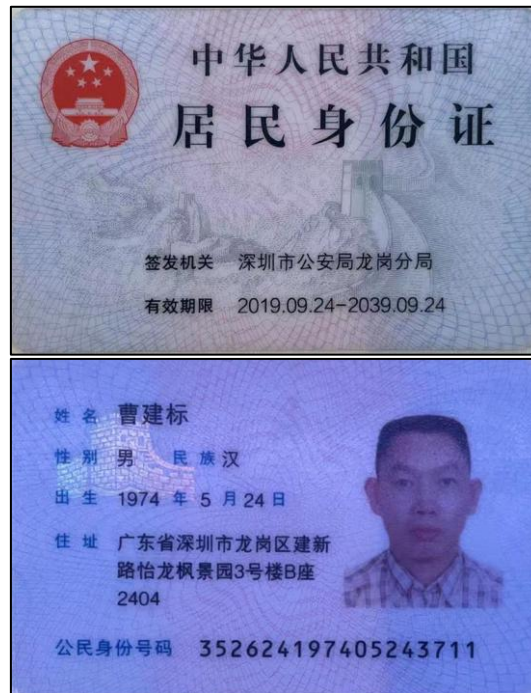 中华人民共和国
居民身份证
签发机关 深圳市公安局龙岗分局
有效期限 2019.09.24-2039.09.24
姓名 曹建标
性别 男 民族 汉
出生 1974 年 5 月 24 日
住址 广东省深圳市龙岗区建新
路怡龙枫景园3号楼B座
2404
公民身份号码 352624197405243711